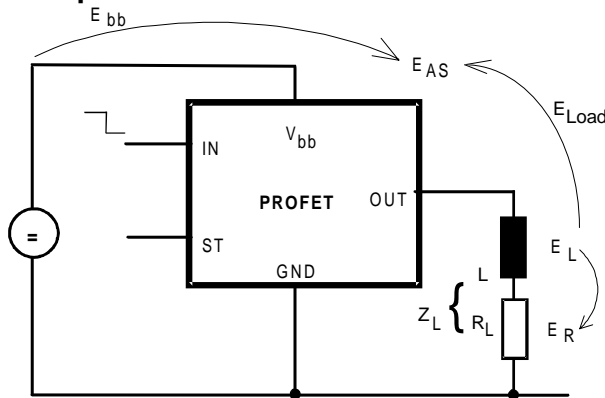 E bb
E AS
E Load
V bb
IN
PROFET
OUT
ST
=
GND
E L
L
Z L {
R L
E R